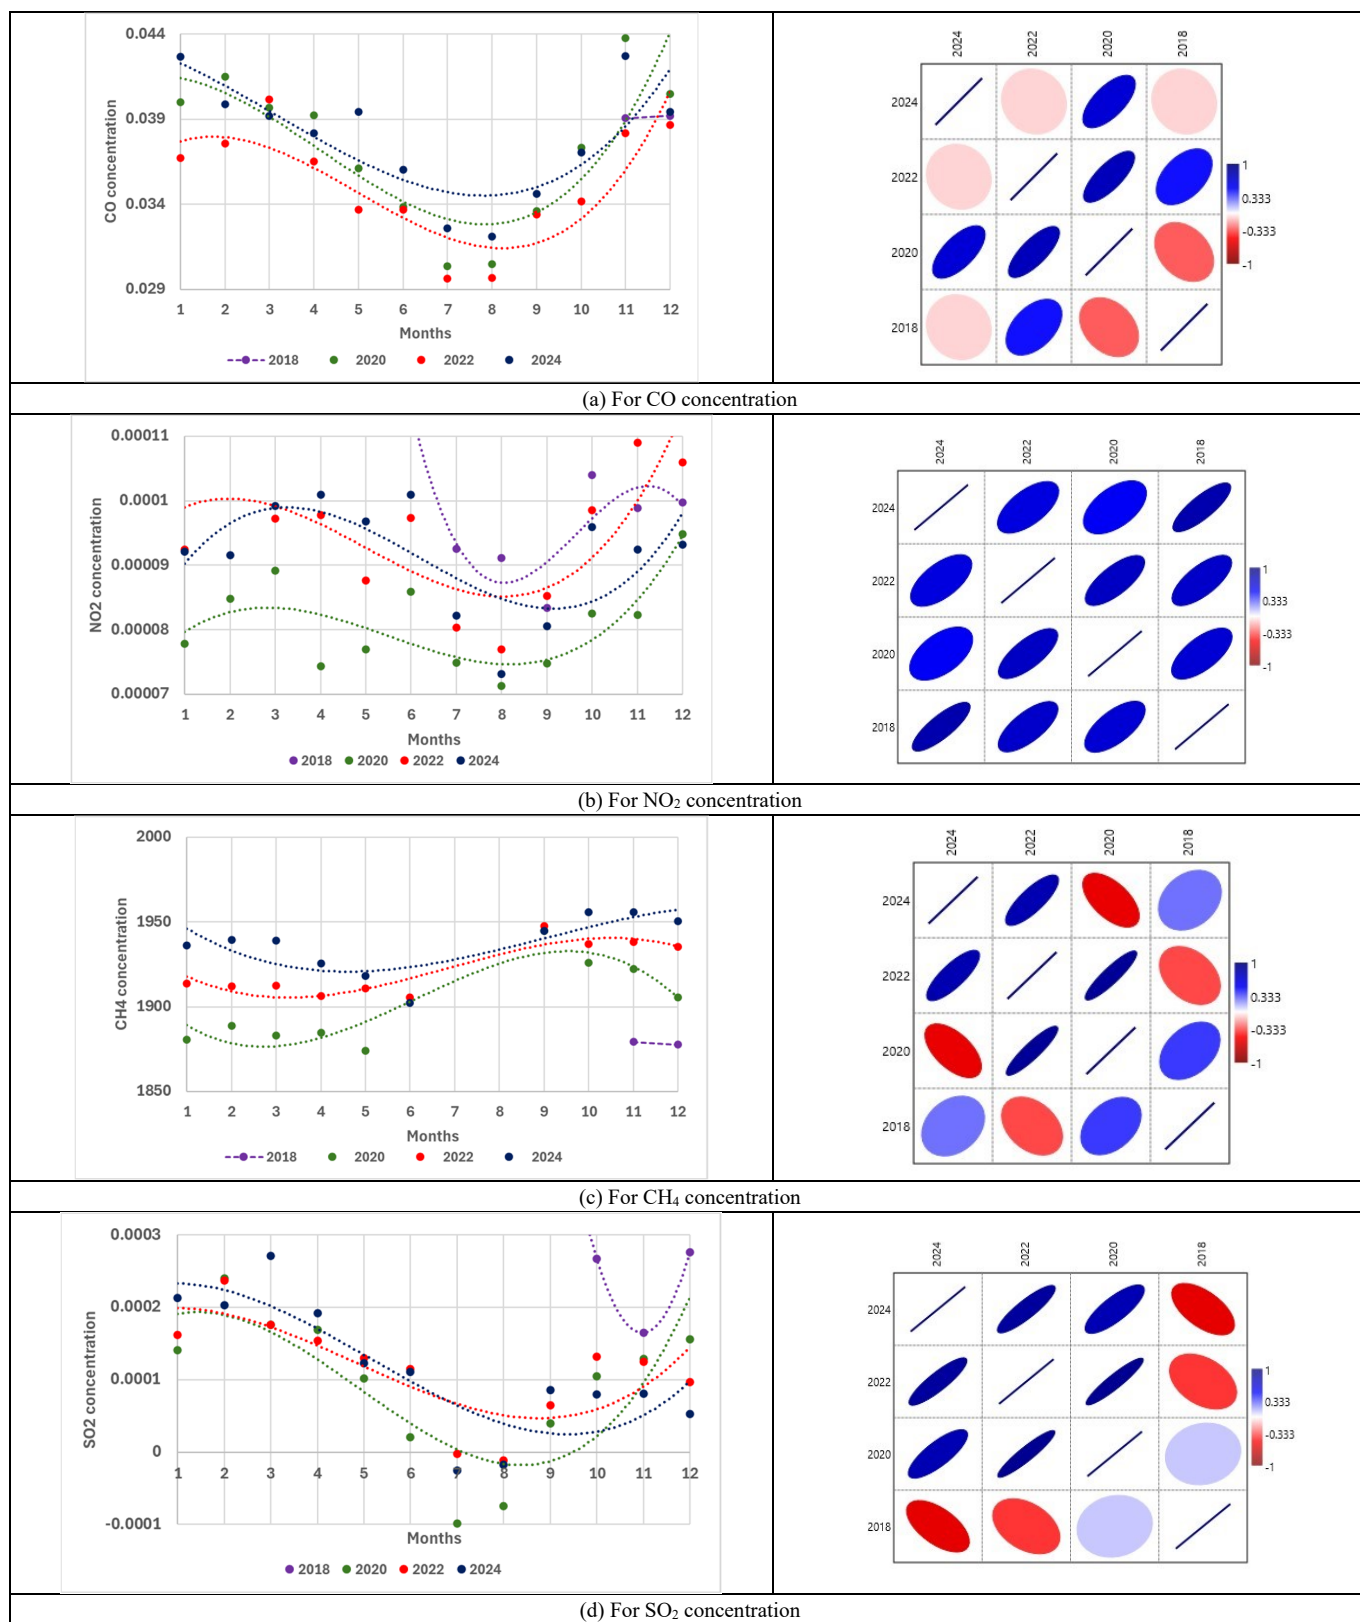 0.044
0.039
0.034
0.029
CO concentration
1 2 3 4 5 6 7 8 9 10 11 12
Months
2018 2020 2022 2024
2024 2022 2020 2018
2024
2022
2020
2018
1
0.333
-0.333
-1
(a) For CO concentration
0.00011
0.0001
0.00009
0.00008
0.00007
NO2 concentration
1 2 3 4 5 6 7 8 9 10 11 12
Months
2018 2020 2022 2024
2024 2022 2020 2018
2024
2022
2020
2018
1
0.333
-0.333
-1
(b) For NO₂ concentration
2000
1950
1900
1850
CH4 concentration
1 2 3 4 5 6 7 8 9 10 11 12
Months
2018 2020 2022 2024
2024 2022 2020 2018
2024
2022
2020
2018
1
0.333
-0.333
-1
(c) For CH₄ concentration
0.0003
0.0002
0.0001
0
-0.0001
SO2 concentration
1 2 3 4 5 6 7 8 9 10 11 12
Months
2018 2020 2022 2024
2024 2022 2020 2018
2024
2022
2020
2018
1
0.333
-0.333
-1
(d) For SO₂ concentration